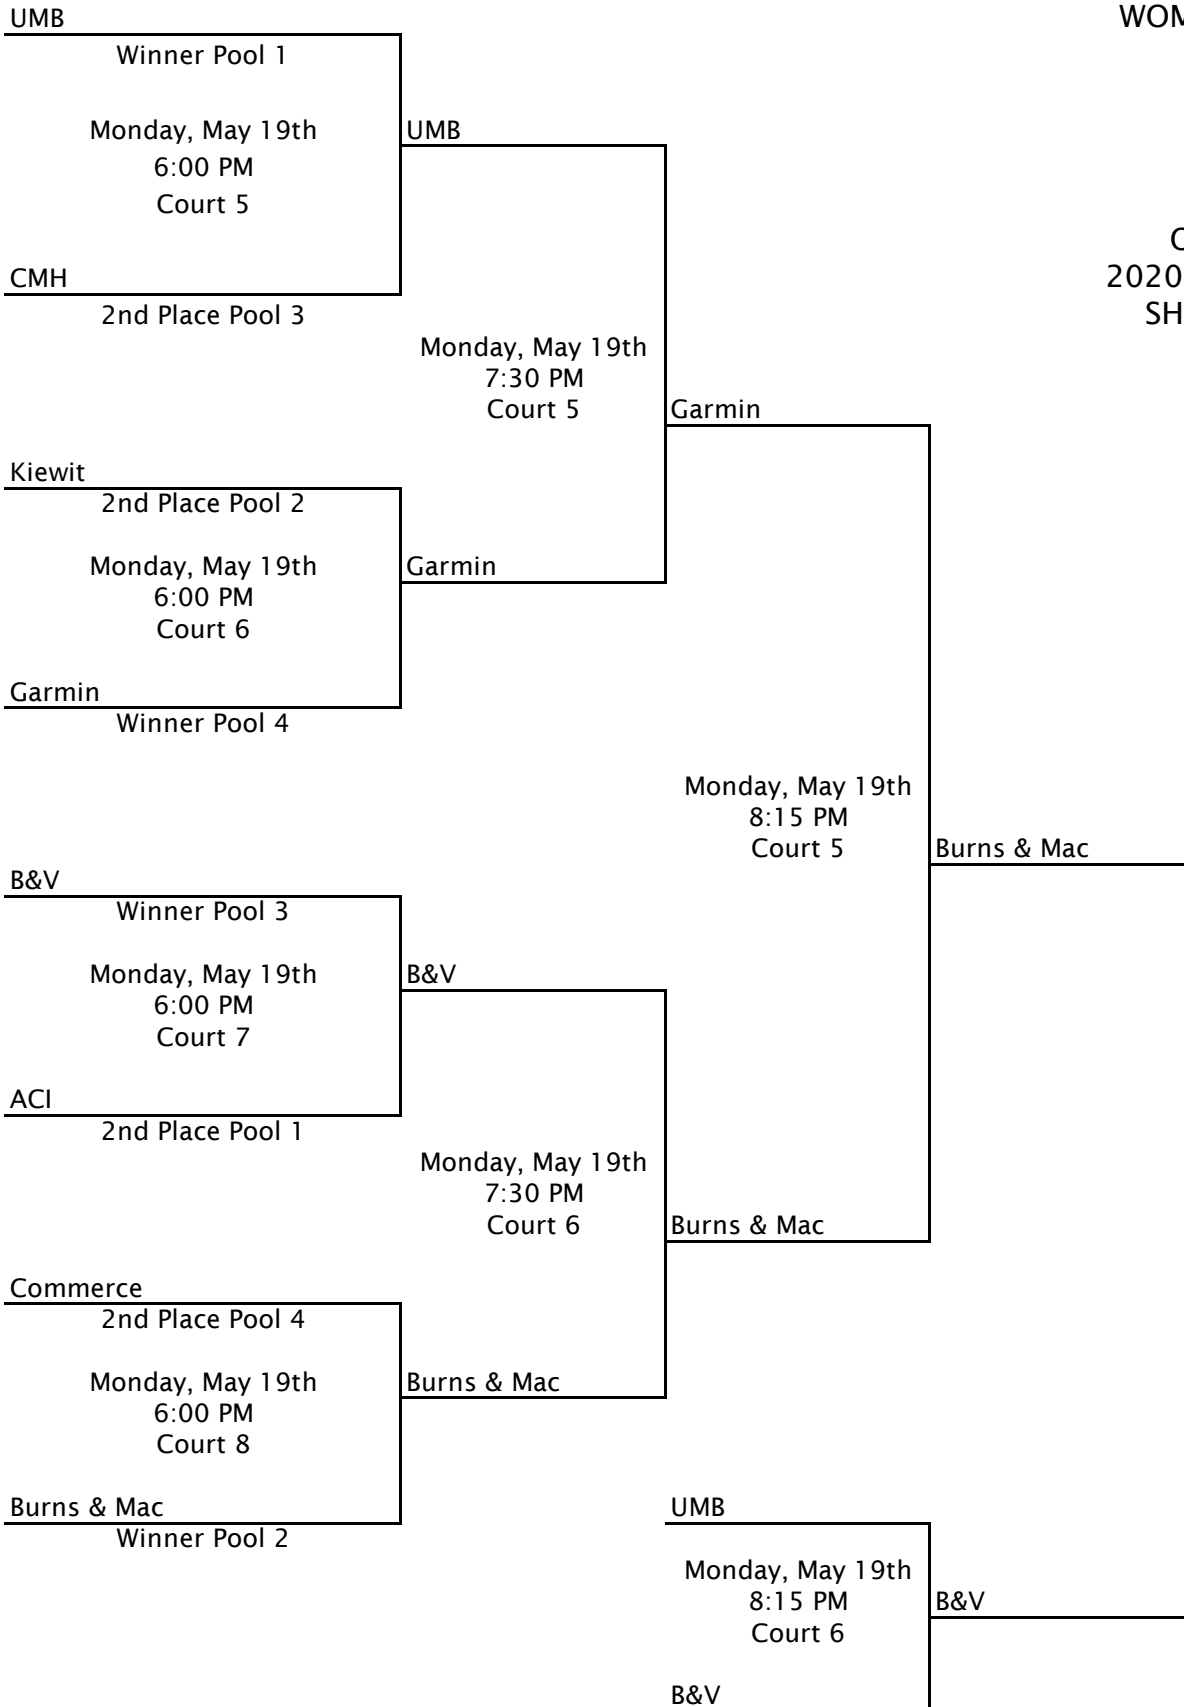 UMB
WOM
Winner Pool 1
Monday, May 19th
6:00 PM
Court 5
UMB
CMH
2nd Place Pool 3
2020
SH
Monday, May 19th
7:30 PM
Court 5
Garmin
Kiewit
2nd Place Pool 2
Monday, May 19th
6:00 PM
Court 6
Garmin
Garmin
Winner Pool 4
Monday, May 19th
8:15 PM
Court 5
Burns & Mac
B&V
Winner Pool 3
Monday, May 19th
6:00 PM
Court 7
B&V
ACI
2nd Place Pool 1
Monday, May 19th
7:30 PM
Court 6
Burns & Mac
Commerce
2nd Place Pool 4
Monday, May 19th
6:00 PM
Court 8
Burns & Mac
Burns & Mac
Winner Pool 2
UMB
Monday, May 19th
8:15 PM
Court 6
B&V
B&V